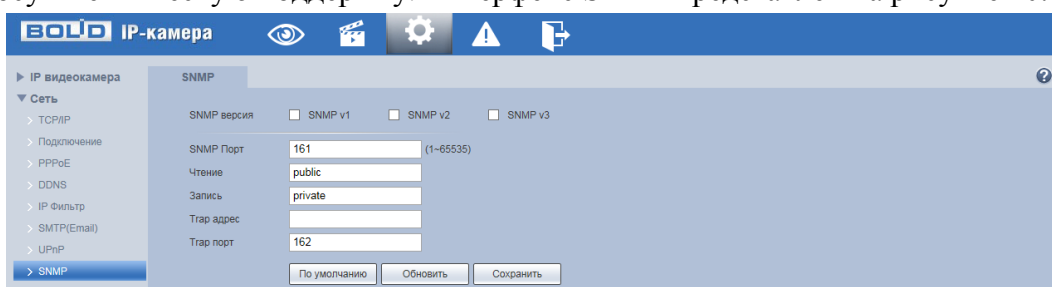 BOLID IP-камера
IP видеокамера
SNMP
Сеть
TCP/IP
SNMP версия SNMP v1 SNMP v2 SNMP v3
Подключение
SNMP Порт 161 (1~65535)
PPPoE
Чтение public
DDNS
Запись private
IP Фильтр
Trap адрес
SMTP(Email)
Trap порт 162
UPnP
SNMP
По умолчанию Обновить Сохранить